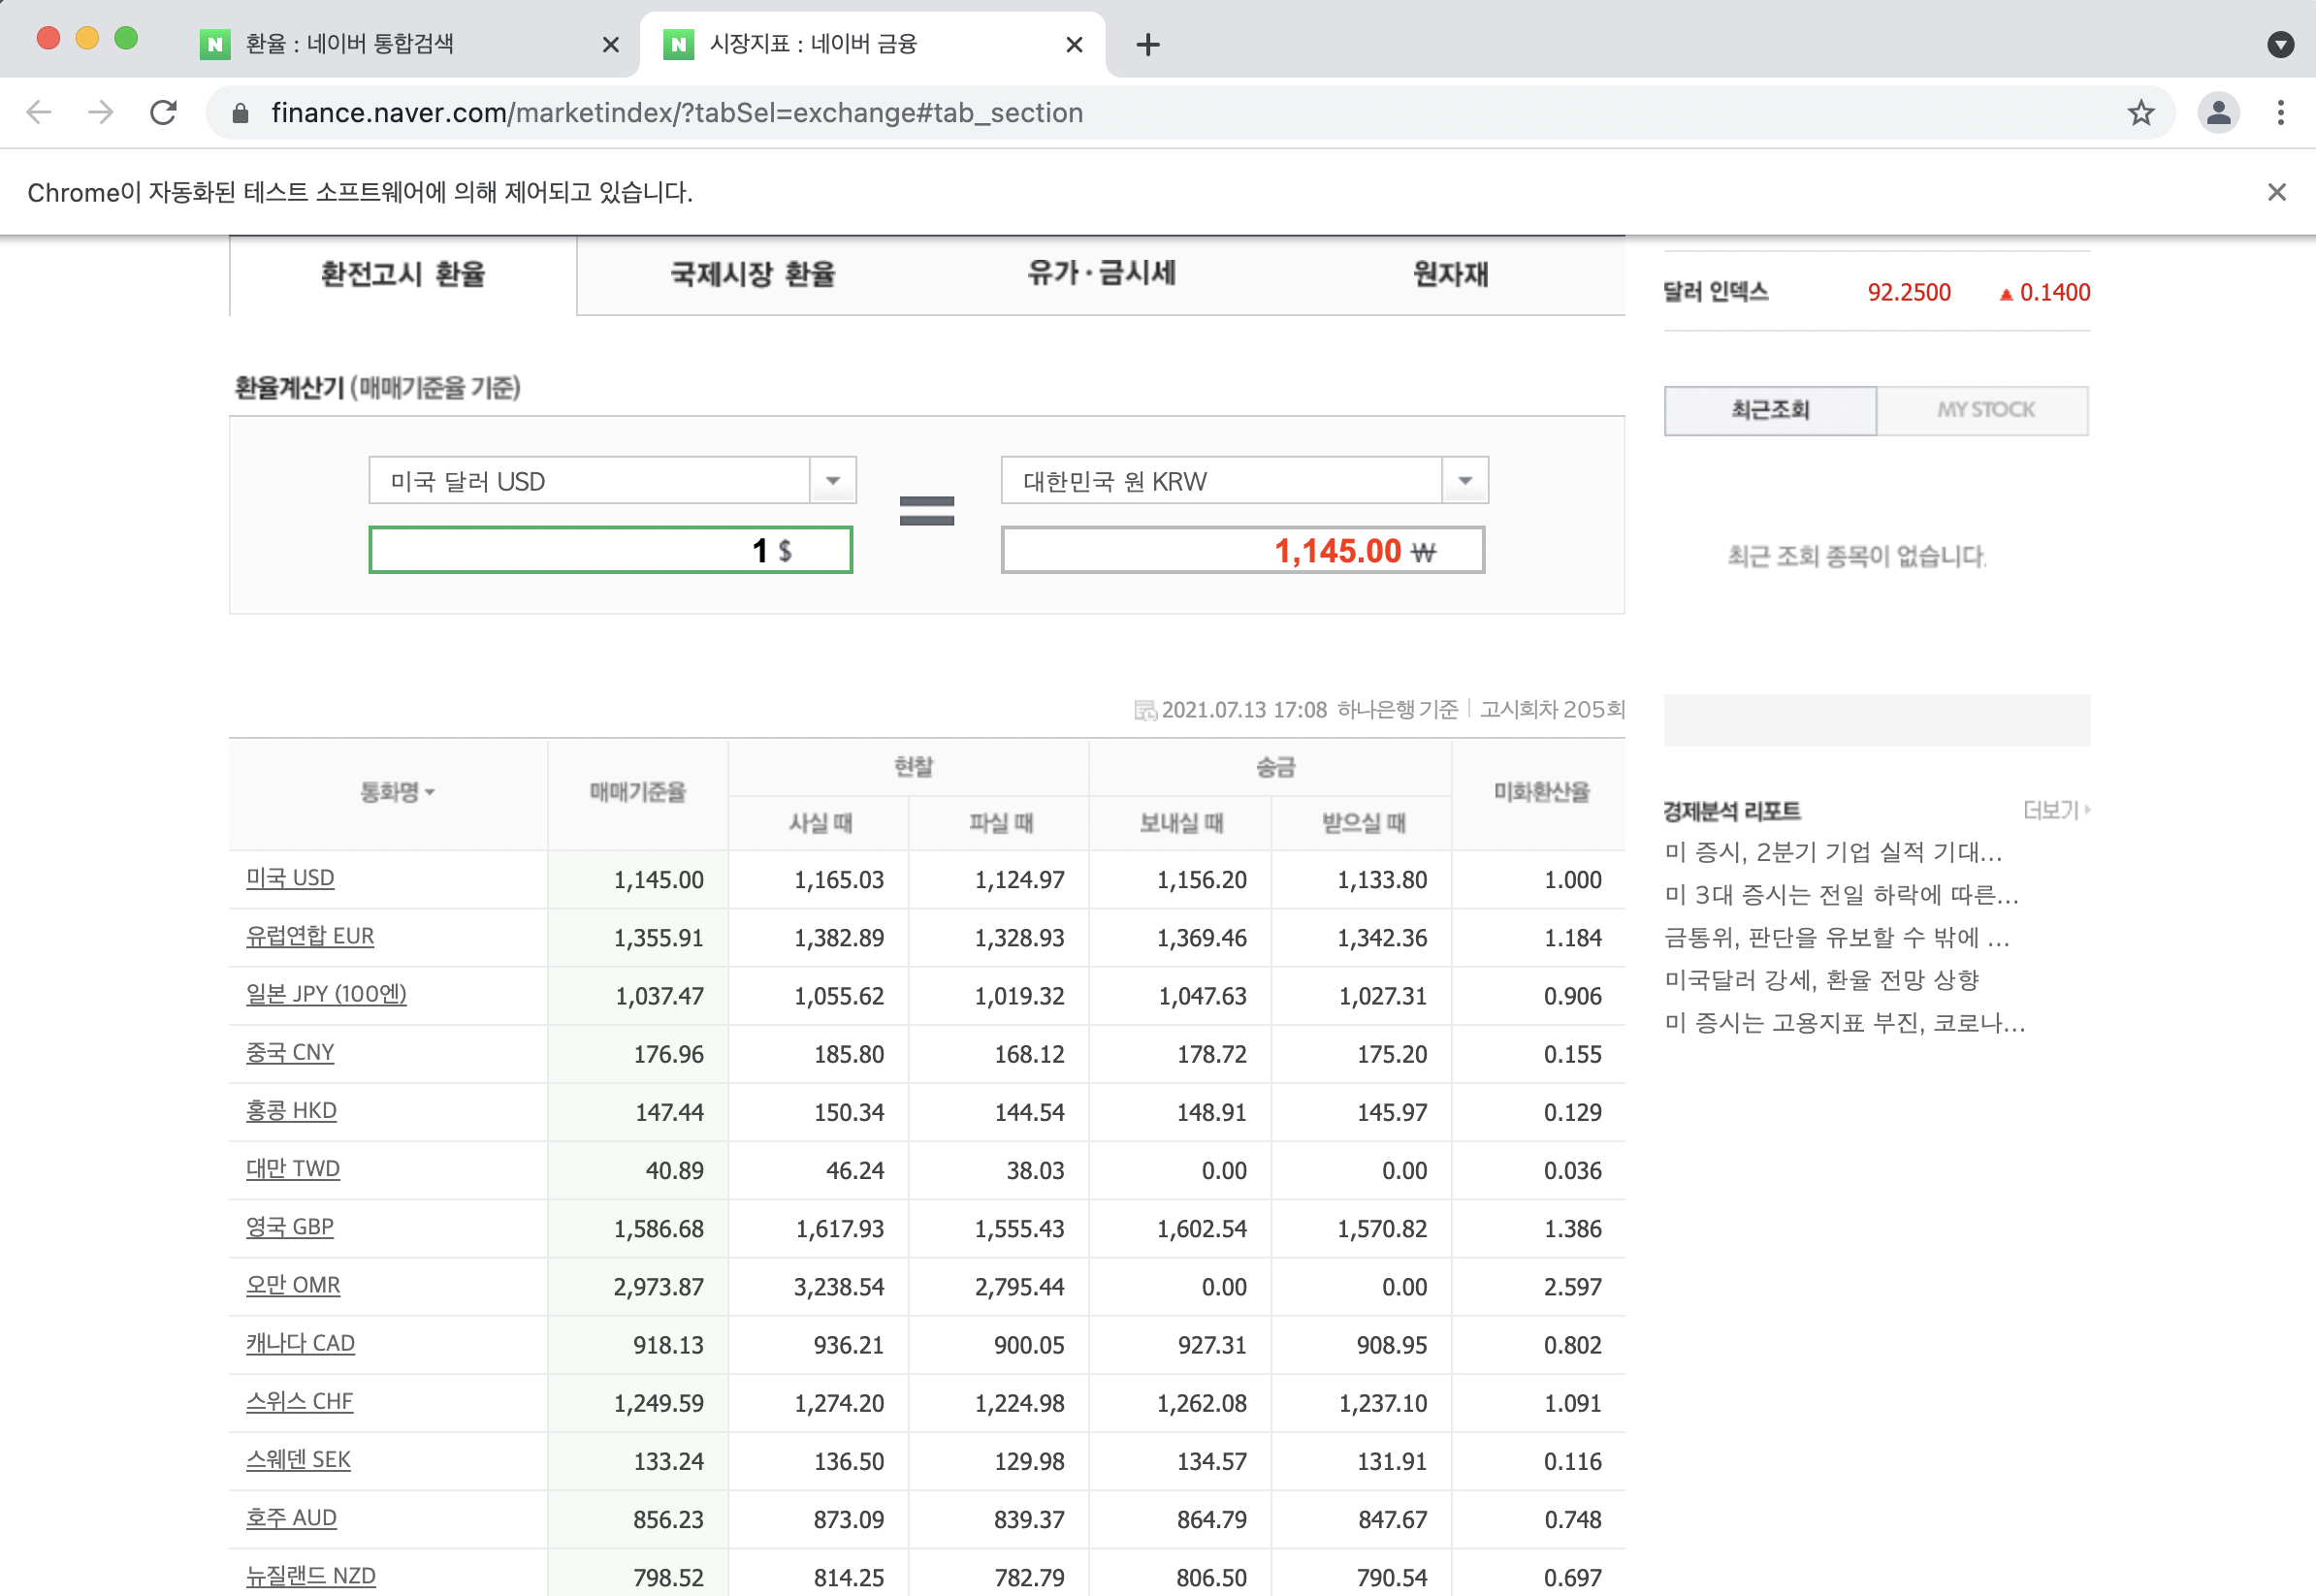 환율 : 네이버 통합검색
시장지표 : 네이버 금융
finance.naver.com/marketindex/?tabSel=exchange#tab_section
Chrome이 자동화된 테스트 소프트웨어에 의해 제어되고 있습니다.
환전고시 환율 국제시장 환율 유가·금시세 원자재
달러 인덱스 92.2500 ▲ 0.1400
환율계산기 (매매기준율 기준)
최근조회 MY STOCK
미국 달러 USD 대한민국 원 KRW
1 $ = 1,145.00 ₩
최근 조회 종목이 없습니다.
2021.07.13 17:08 하나은행 기준 | 고시회차 205회
통화명 매매기준율 현찰 송금 미화환산율
사실 때 파실 때 보내실 때 받으실 때
미국 USD 1,145.00 1,165.03 1,124.97 1,156.20 1,133.80 1.000
유럽연합 EUR 1,355.91 1,382.89 1,328.93 1,369.46 1,342.36 1.184
일본 JPY (100엔) 1,037.47 1,055.62 1,019.32 1,047.63 1,027.31 0.906
중국 CNY 176.96 185.80 168.12 178.72 175.20 0.155
홍콩 HKD 147.44 150.34 144.54 148.91 145.97 0.129
대만 TWD 40.89 46.24 38.03 0.00 0.00 0.036
영국 GBP 1,586.68 1,617.93 1,555.43 1,602.54 1,570.82 1.386
오만 OMR 2,973.87 3,238.54 2,795.44 0.00 0.00 2.597
캐나다 CAD 918.13 936.21 900.05 927.31 908.95 0.802
스위스 CHF 1,249.59 1,274.20 1,224.98 1,262.08 1,237.10 1.091
스웨덴 SEK 133.24 136.50 129.98 134.57 131.91 0.116
호주 AUD 856.23 873.09 839.37 864.79 847.67 0.748
뉴질랜드 NZD 798.52 814.25 782.79 806.50 790.54 0.697
경제분석 리포트 더보기
미 증시, 2분기 기업 실적 기대...
미 3대 증시는 전일 하락에 따른...
금통위, 판단을 유보할 수 밖에 ...
미국달러 강세, 환율 전망 상향
미 증시는 고용지표 부진, 코로나...